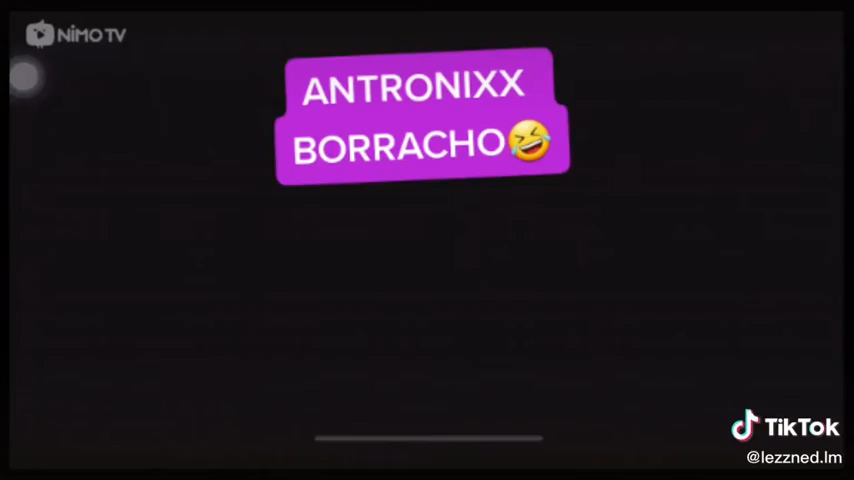 NiMO TV
ANTRONIXX
BORRACHO🤣
TikTok
@lezzned.lm